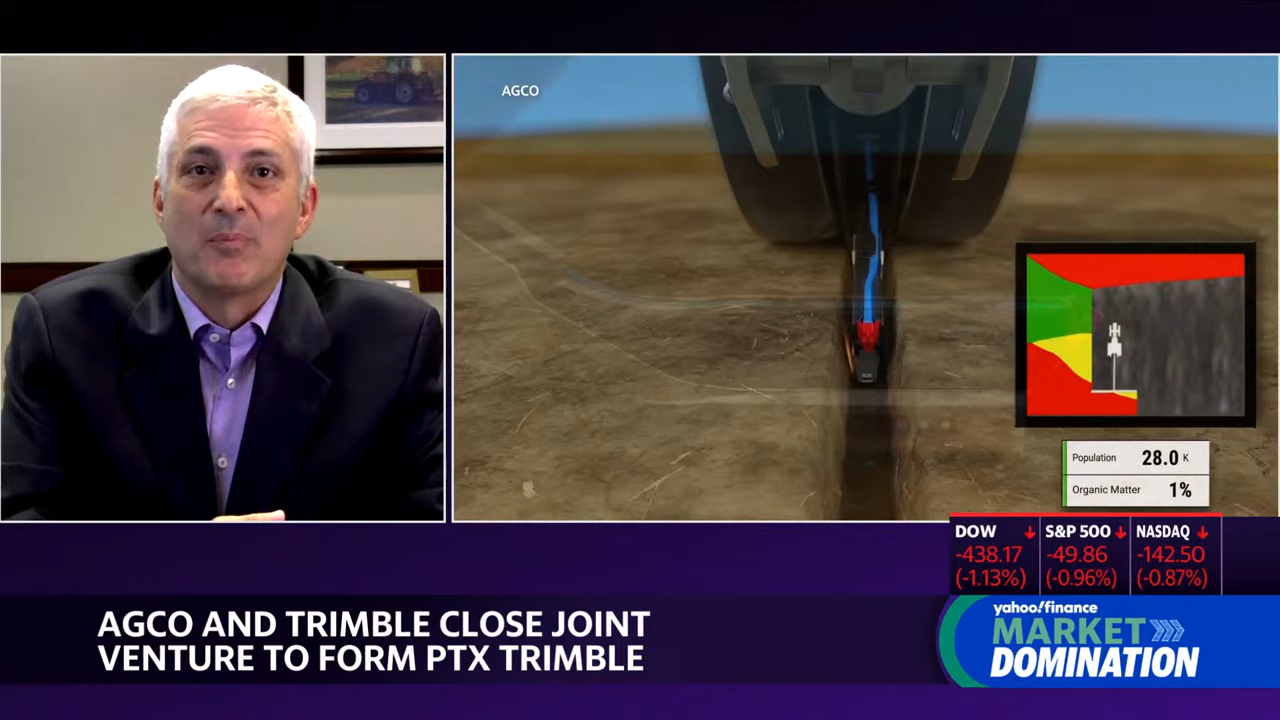 AGCO
Population 28.0 K
Organic Matter 1%
DOW
-438.17
(-1.13%)
S&P 500
-49.86
(-0.96%)
NASDAQ
-142.50
(-0.87%)
AGCO AND TRIMBLE CLOSE JOINT
VENTURE TO FORM PTX TRIMBLE
yahoo!finance
MARKET
DOMINATION